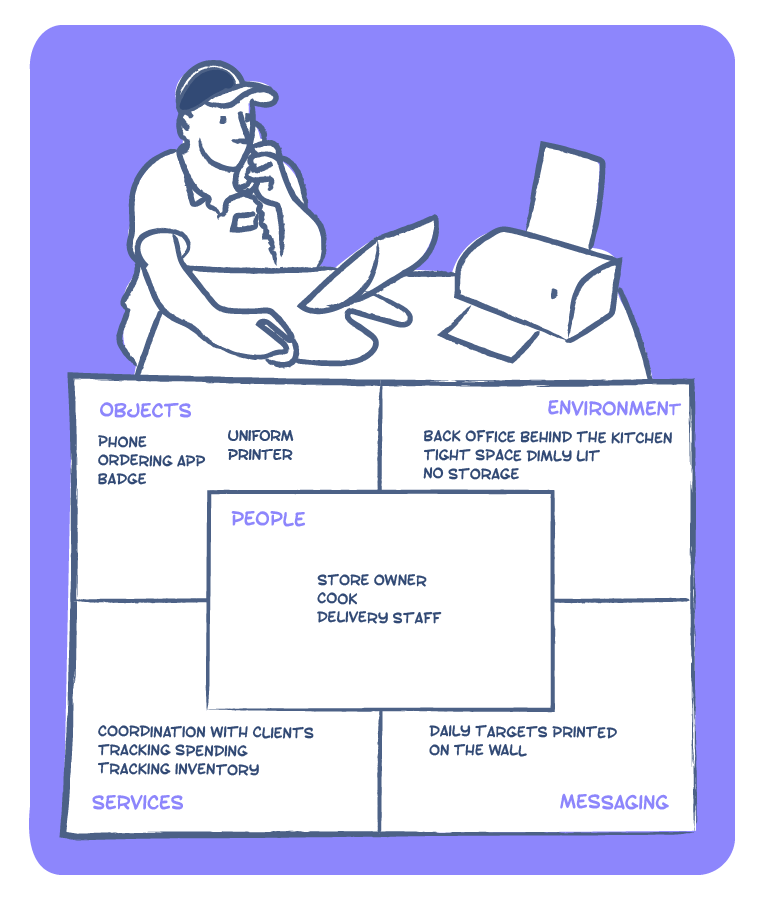 OBJECTS
PHONE
ORDERING APP
BADGE
UNIFORM
PRINTER
ENVIRONMENT
BACK OFFICE BEHIND THE KITCHEN
TIGHT SPACE DIMLY LIT
NO STORAGE
PEOPLE
STORE OWNER
COOK
DELIVERY STAFF
COORDINATION WITH CLIENTS
TRACKING SPENDING
TRACKING INVENTORY
SERVICES
DAILY TARGETS PRINTED
ON THE WALL
MESSAGING